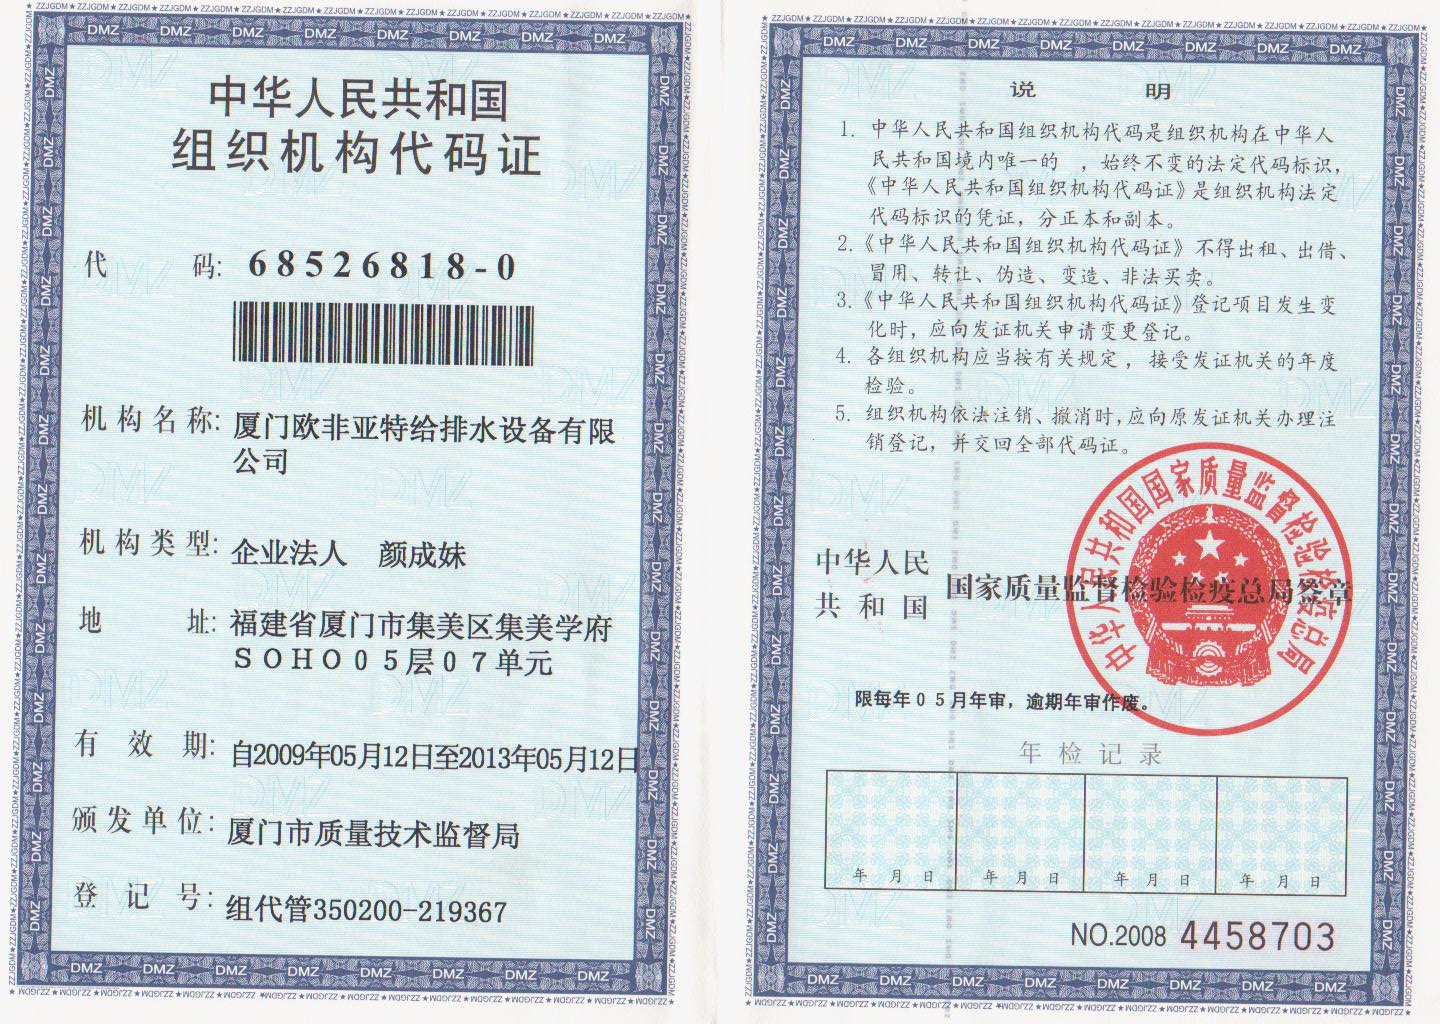 中华人民共和国
组织机构代码证
代 码: 68526818-0
机构名称: 厦门欧非亚特给排水设备有限
公司
机构类型: 企业法人 颜成妹
地 址: 福建省厦门市集美区集美学府
SOHO05层07单元
有效期: 自2009年05月12日至2013年05月12日
颁发单位: 厦门市质量技术监督局
登记号: 组代管350200-219367
说 明
1. 中华人民共和国组织机构代码是组织机构在中华人
民共和国境内唯一的 ，始终不变的法定代码标识，
《中华人民共和国组织机构代码证》是组织机构法定
代码标识的凭证，分正本和副本。
2.《中华人民共和国组织机构代码证》不得出租、出借、
冒用、转让、伪造、变造、非法买卖。
3.《中华人民共和国组织机构代码证》登记项目发生变
化时，应向发证机关申请变更登记。
4. 各组织机构应当按有关规定，接受发证机关的年度
检验。
5. 组织机构依法注销、撤消时，应向原发证机关办理注
销登记，并交回全部代码证。
中华人民
共和国
国家质量监督检验检疫总局签章
中华人民共和国国家质量监督检验检疫总局
限每年05月年审，逾期年审作废。
年检记录
年 月 日 年 月 日 年 月 日 年 月 日
NO.2008 4458703